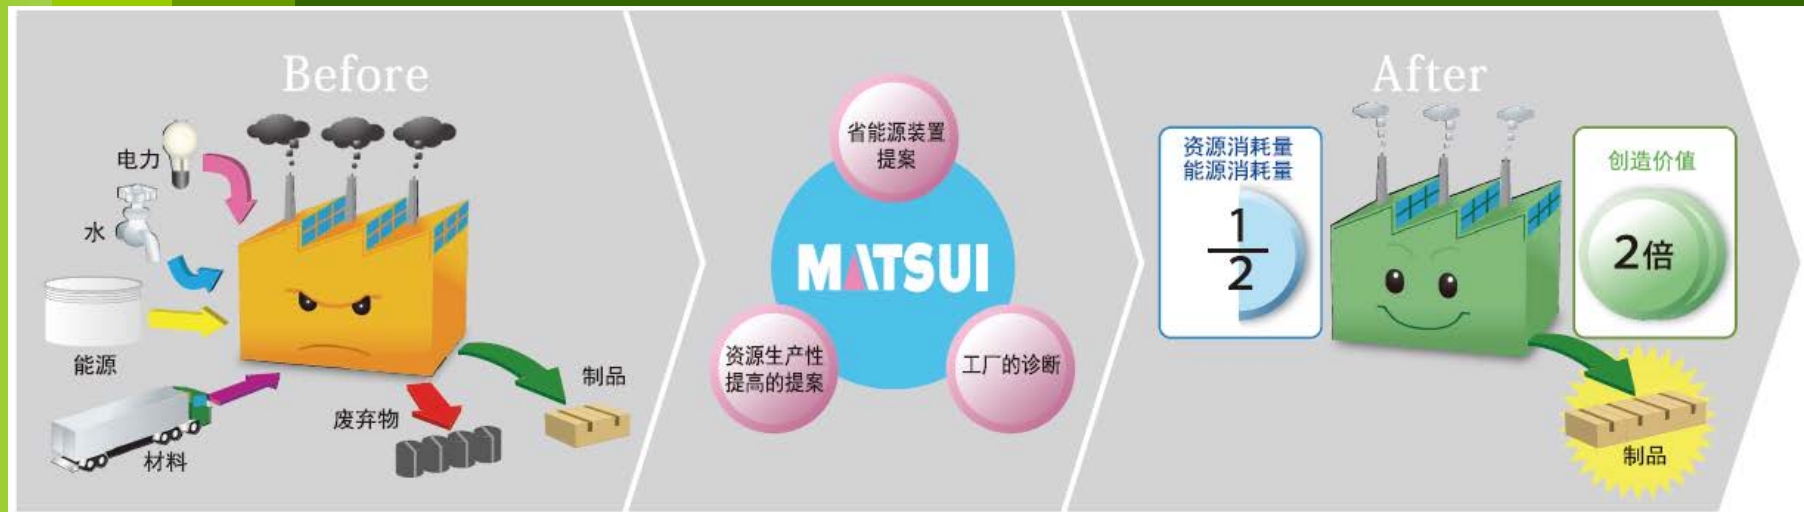 Before
电力
水
能源
材料
废弃物
制品
省能源装置
提案
MATSUI
资源生产性
提高的提案
工厂的诊断
After
资源消耗量
能源消耗量
1
2
创造价值
2倍
制品